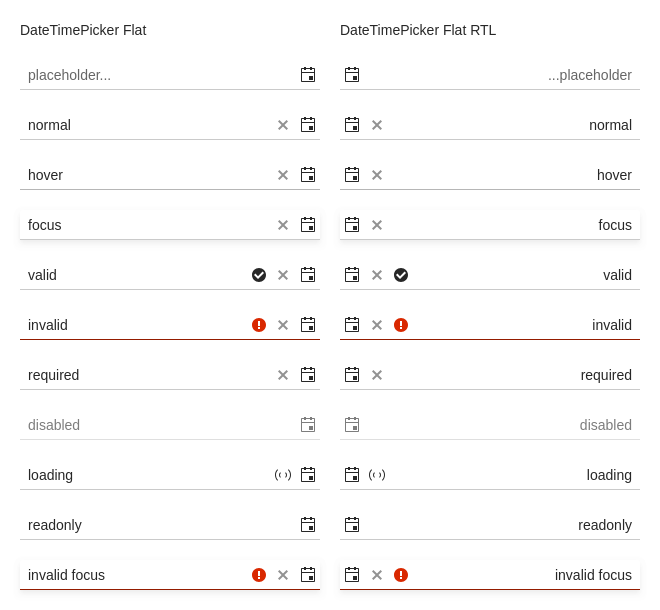 DateTimePicker Flat
placeholder...
normal
hover
focus
valid
invalid
required
disabled
loading
readonly
invalid focus
DateTimePicker Flat RTL
...placeholder
normal
hover
focus
valid
invalid
required
disabled
loading
readonly
invalid focus